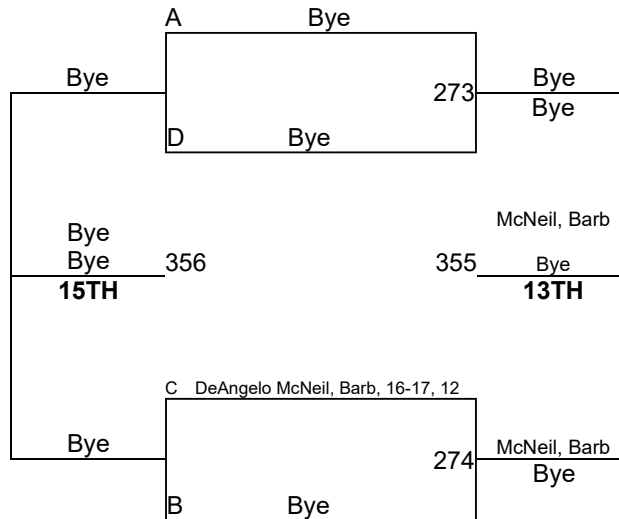 A Bye
Bye 273 Bye
Bye
D Bye
McNeil, Barb
Bye
Bye 356 355 Bye
15TH 13TH
C DeAngelo McNeil, Barb, 16-17, 12
Bye 274 McNeil, Barb
Bye
B Bye